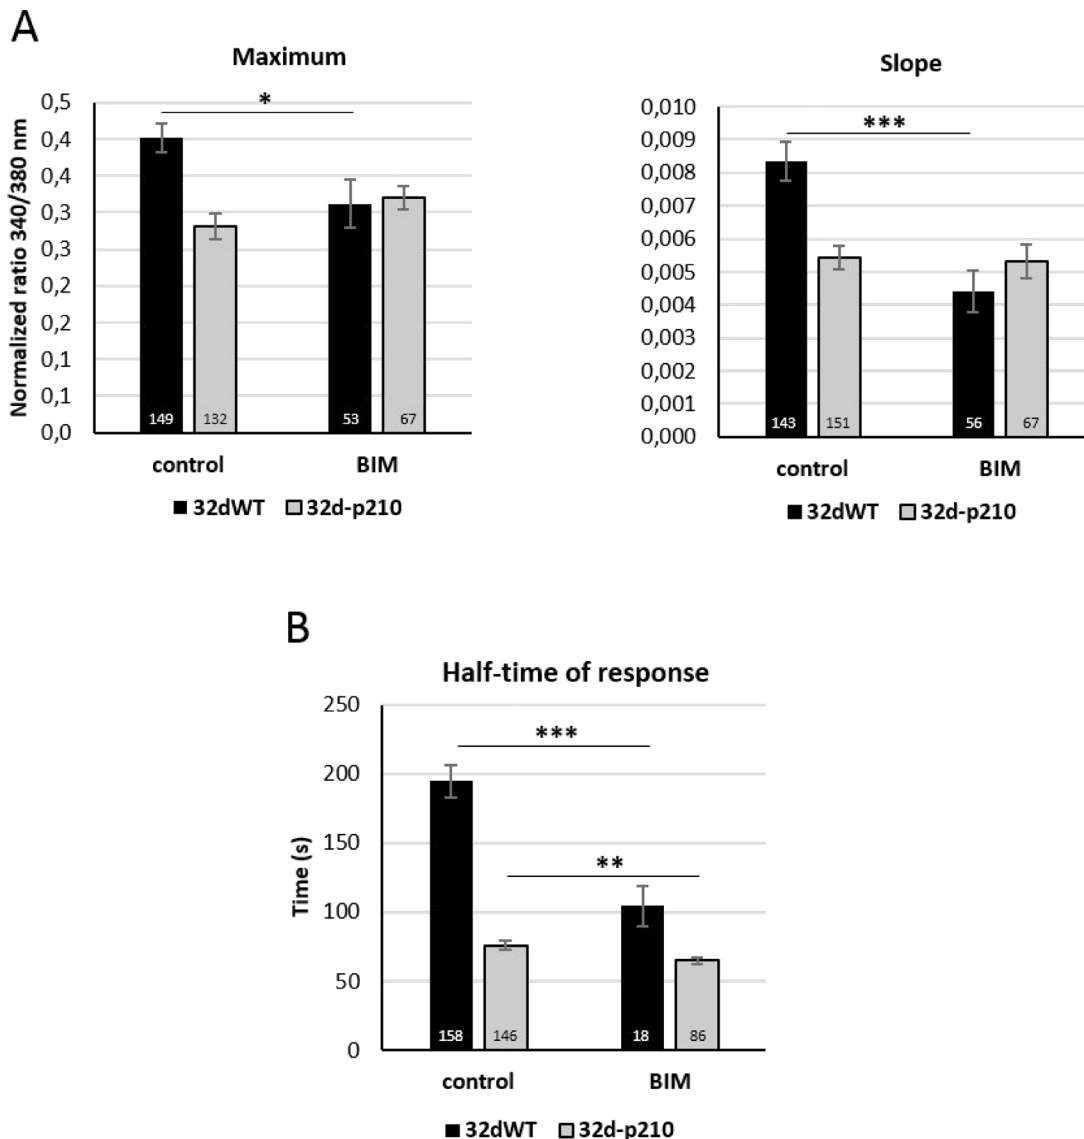 A
Maximum
Normalized ratio 340/380 nm
0,5
0,4
0,4
0,3
0,3
0,2
0,2
0,1
0,1
0,0
*
149
132
53
67
control
BIM
32dWT
32d-p210
Slope
0,010
0,009
0,008
0,007
0,006
0,005
0,004
0,003
0,002
0,001
0,000
***
143
151
56
67
control
BIM
32dWT
32d-p210
B
Half-time of response
Time (s)
250
200
150
100
50
0
***
**
158
146
18
86
control
BIM
32dWT
32d-p210